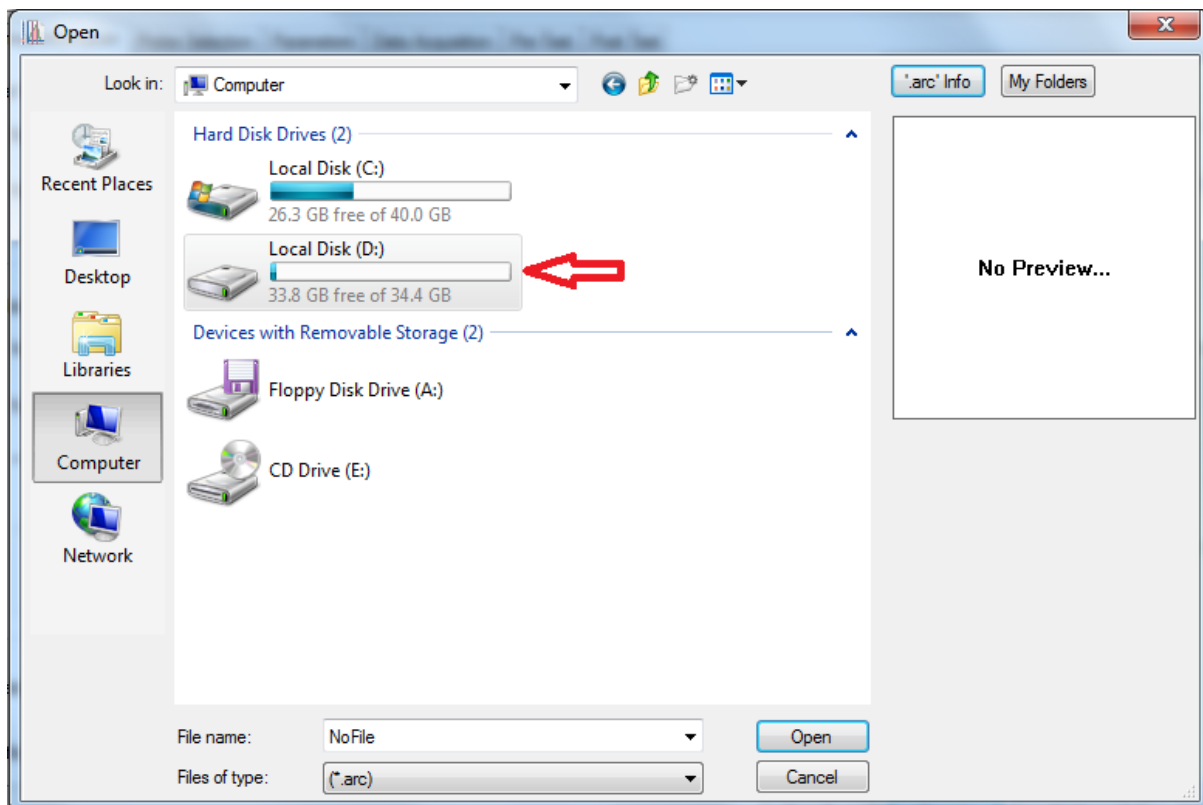 Open
Look in:
Computer
'.arc' Info
My Folders
Recent Places
Desktop
Libraries
Computer
Network
Hard Disk Drives (2)
Local Disk (C:)
26.3 GB free of 40.0 GB
Local Disk (D:)
33.8 GB free of 34.4 GB
Devices with Removable Storage (2)
Floppy Disk Drive (A:)
CD Drive (E:)
No Preview...
File name:
NoFile
Open
Files of type:
(*.arc)
Cancel